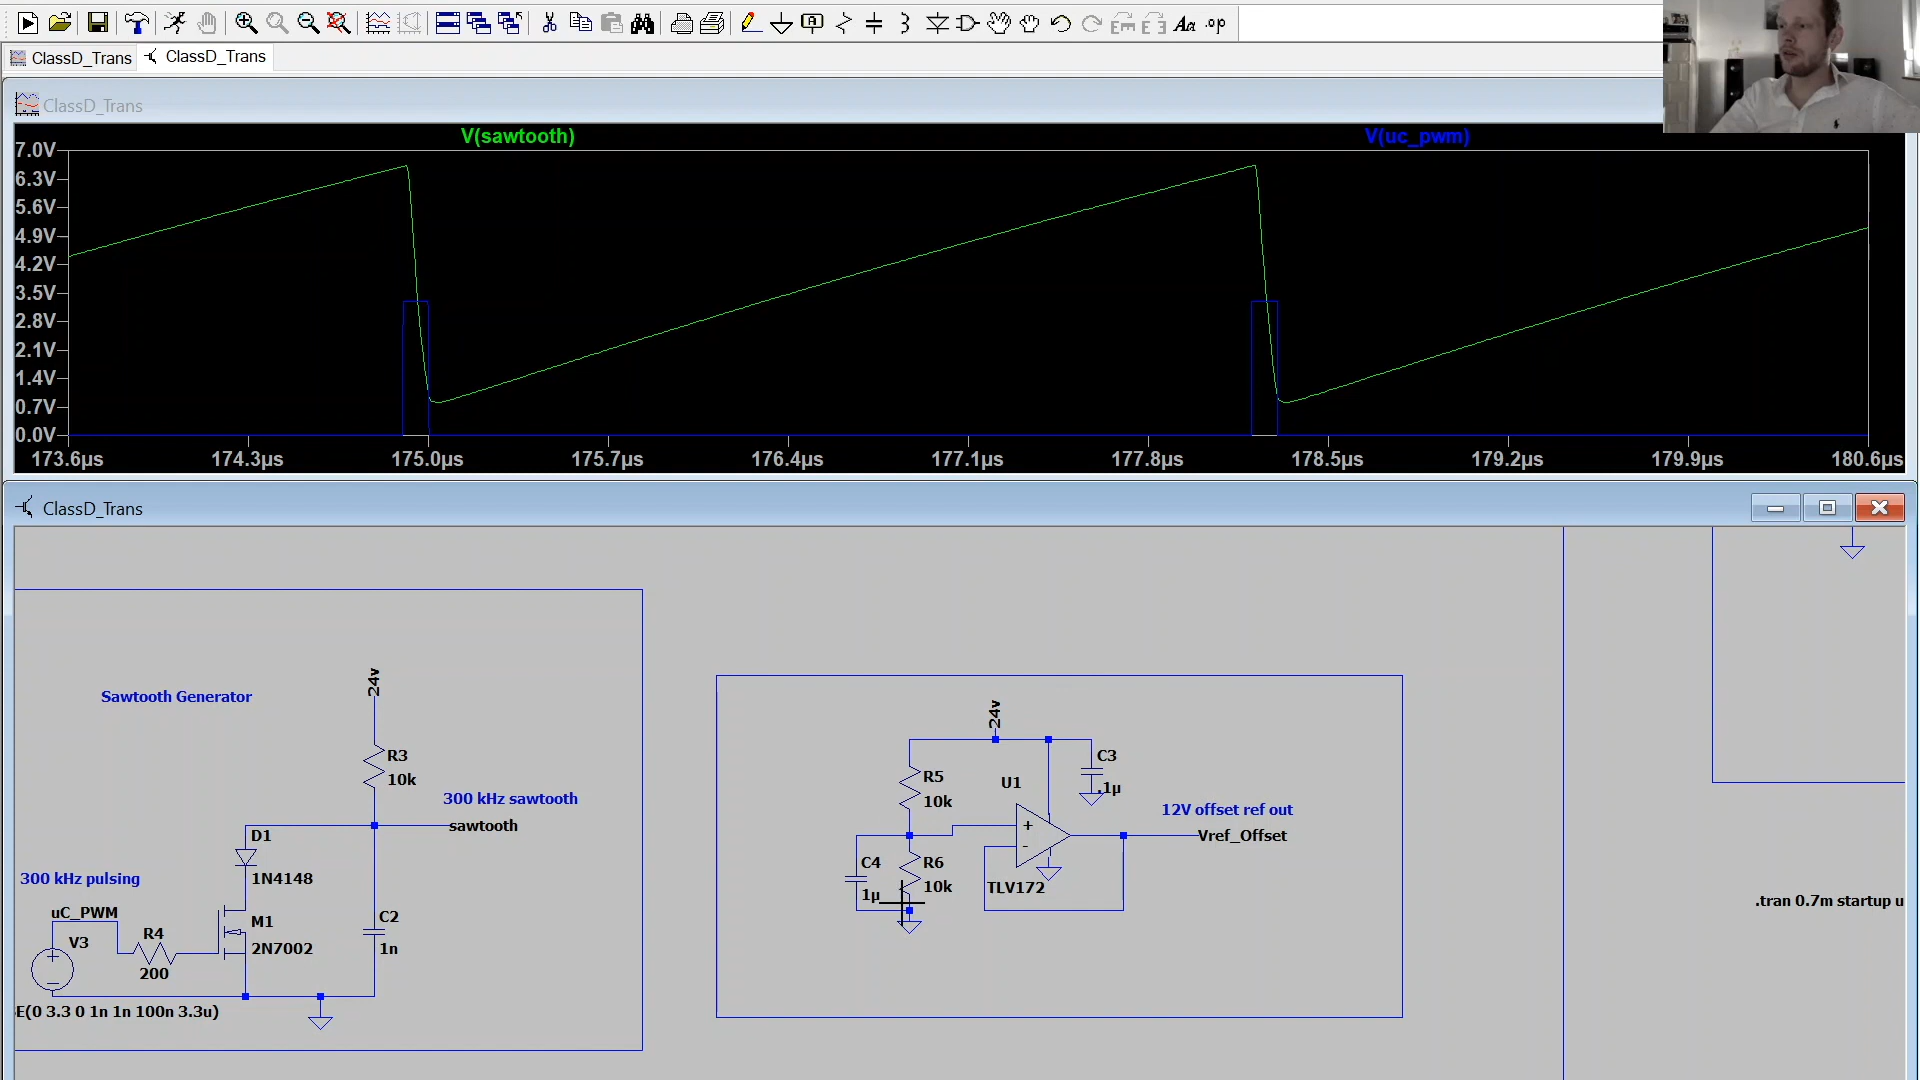 Aa .op
ClassD_Trans ClassD_Trans
ClassD_Trans
V(sawtooth) V(uc_pwm)
7.0V
6.3V
5.6V
4.9V
4.2V
3.5V
2.8V
2.1V
1.4V
0.7V
0.0V
173.6µs 174.3µs 175.0µs 175.7µs 176.4µs 177.1µs 177.8µs 178.5µs 179.2µs 179.9µs 180.6µs
ClassD_Trans
Sawtooth Generator
24v
R3
10k
300 kHz sawtooth
sawtooth
D1
1N4148
300 kHz pulsing
uC_PWM
V3
R4
200
M1
2N7002
C2
1n
E(0 3.3 0 1n 1n 100n 3.3u)
24v
R5
10k
U1
C3
.1µ
12V offset ref out
Vref_Offset
C4
1µ
R6
10k
TLV172
.tran 0.7m startup u